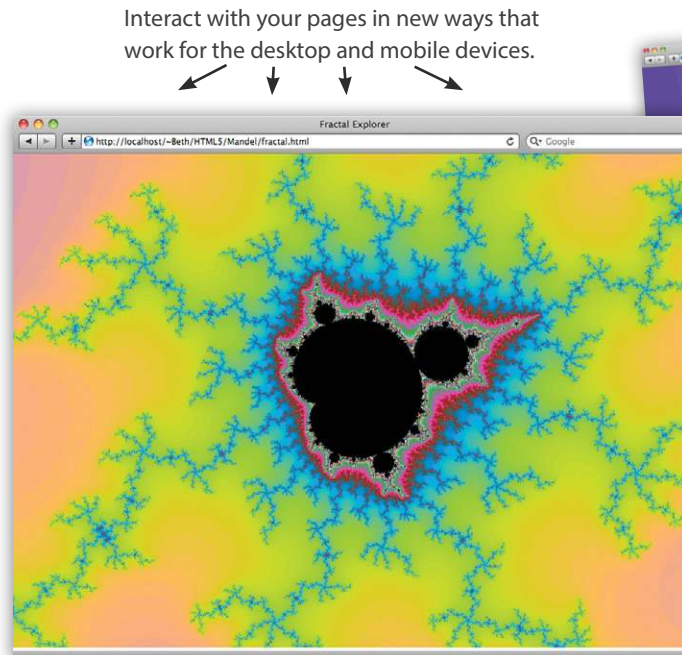 Interact with your pages in new ways that
work for the desktop and mobile devices.
Fractal Explorer
http://localhost/~Beth/HTML5/Mandel/fractal.html
Google